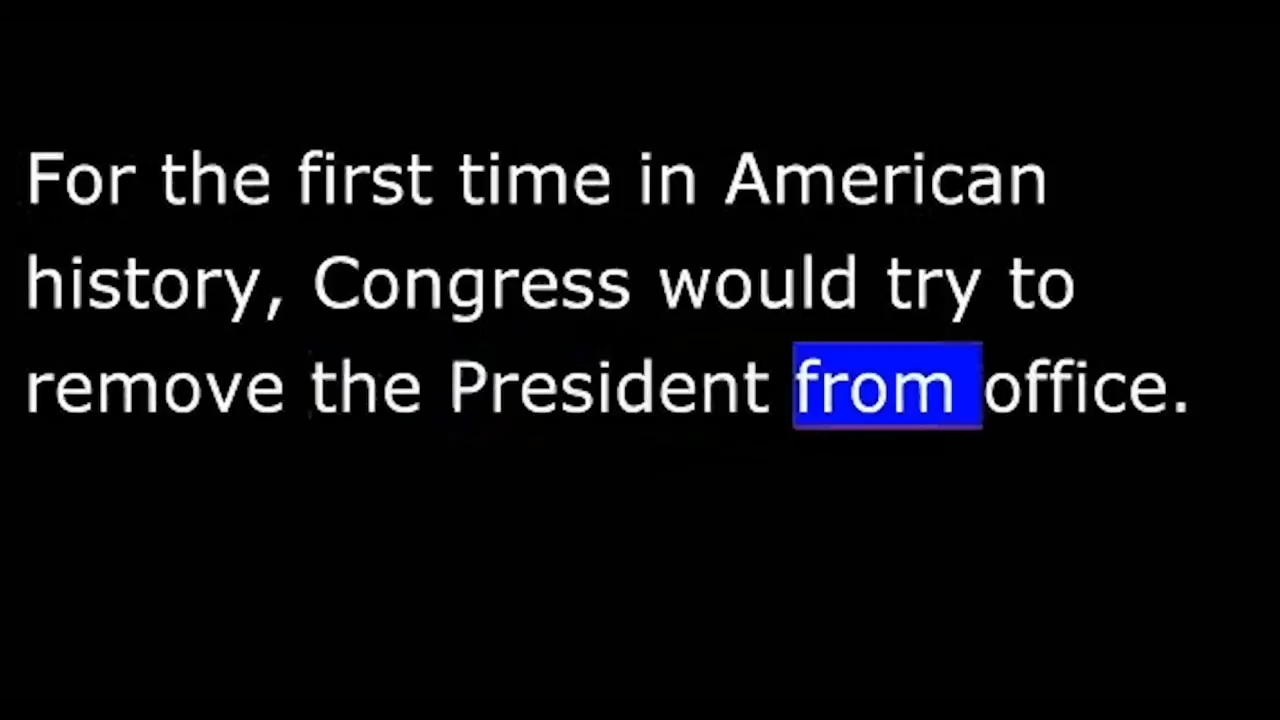 For the first time in American
history, Congress would try to
remove the President from office.